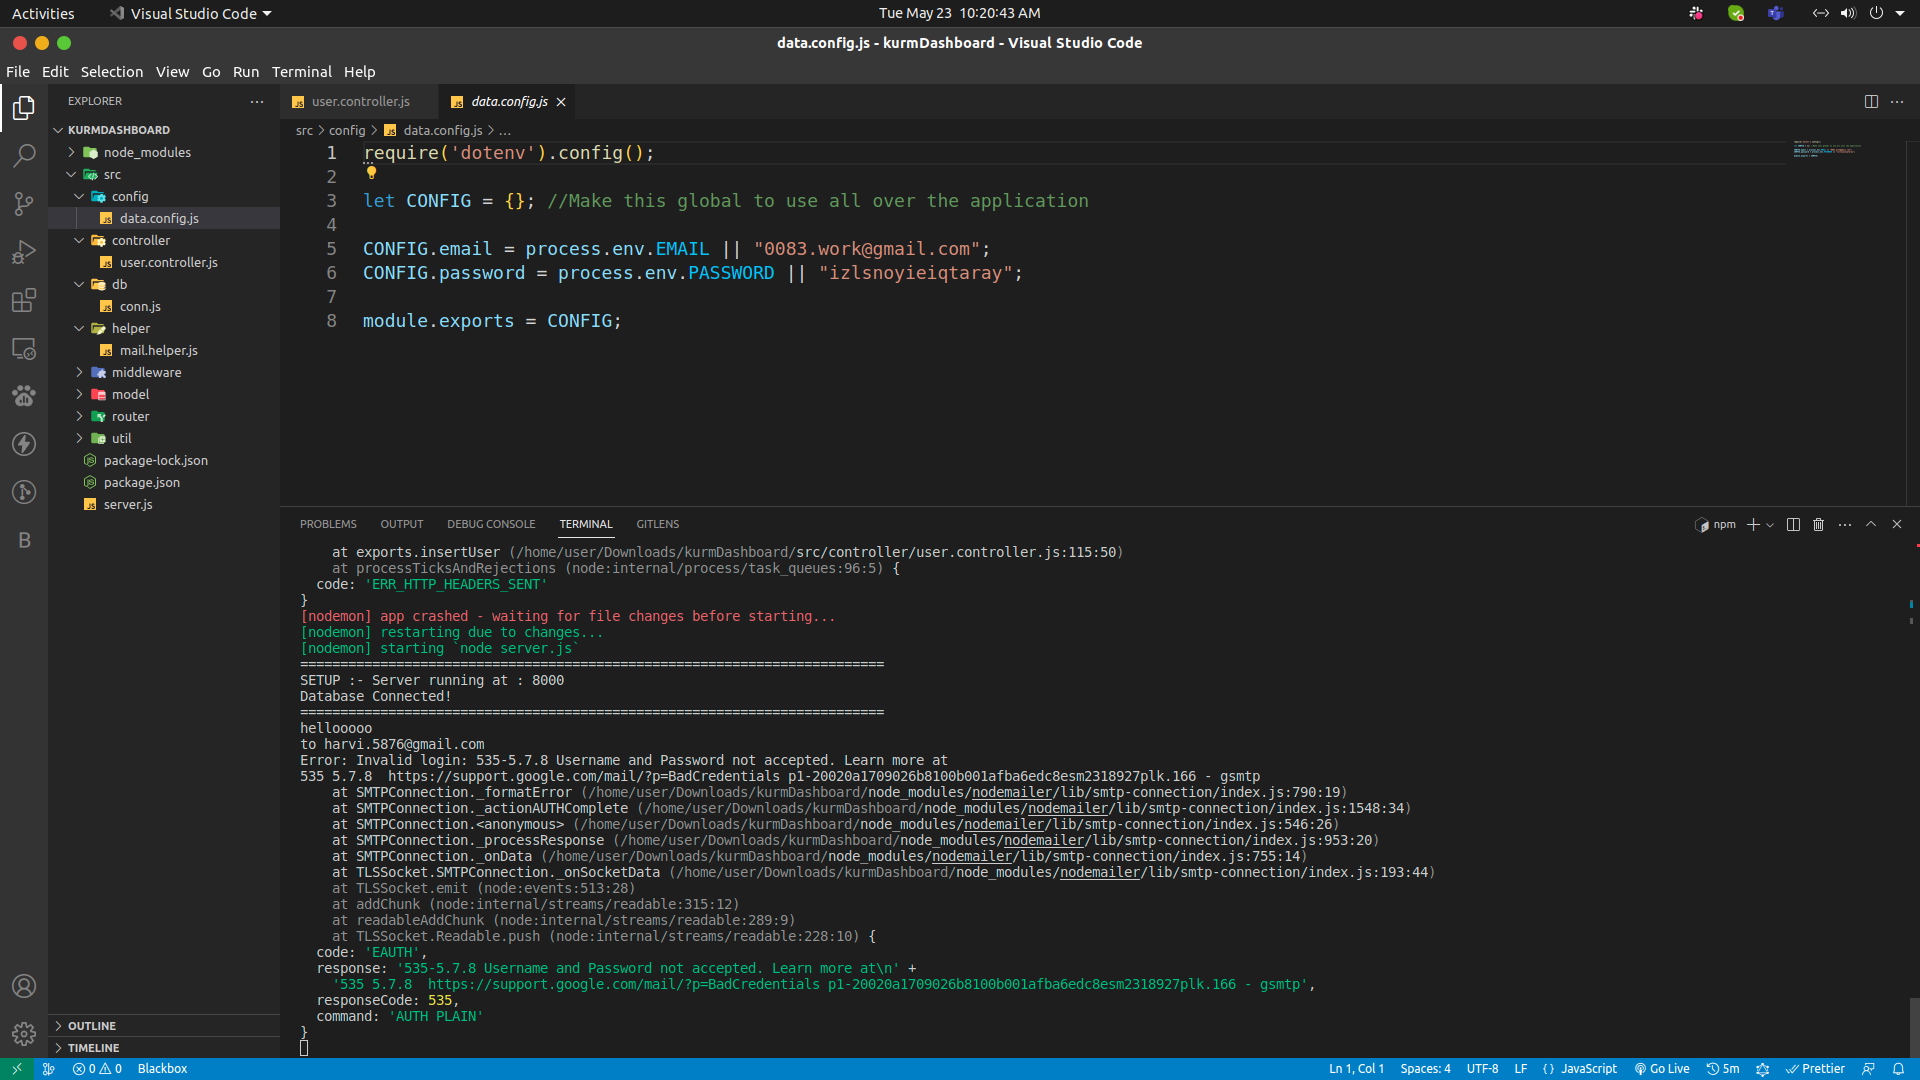 Activities Visual Studio Code Tue May 23 10:20:43 AM
data.config.js - kurmDashboard - Visual Studio Code
File Edit Selection View Go Run Terminal Help
EXPLORER
KURMDASHBOARD
node_modules
src
config
data.config.js
controller
user.controller.js
db
conn.js
helper
mail.helper.js
middleware
model
router
util
package-lock.json
package.json
server.js
OUTLINE
TIMELINE
user.controller.js data.config.js
src > config > data.config.js > ...
1 require('dotenv').config();
2
3 let CONFIG = {}; //Make this global to use all over the application
4
5 CONFIG.email = process.env.EMAIL || "0083.work@gmail.com";
6 CONFIG.password = process.env.PASSWORD || "izlsnoyieiqtaray";
7
8 module.exports = CONFIG;
PROBLEMS OUTPUT DEBUG CONSOLE TERMINAL GITLENS npm
at exports.insertUser (/home/user/Downloads/kurmDashboard/src/controller/user.controller.js:115:50)
at processTicksAndRejections (node:internal/process/task_queues:96:5) {
code: 'ERR_HTTP_HEADERS_SENT'
}
[nodemon] app crashed - waiting for file changes before starting...
[nodemon] restarting due to changes...
[nodemon] starting `node server.js`
=========================================================================
SETUP :- Server running at : 8000
Database Connected!
=========================================================================
hellooooo
to harvi.5876@gmail.com
Error: Invalid login: 535-5.7.8 Username and Password not accepted. Learn more at
535 5.7.8  https://support.google.com/mail/?p=BadCredentials p1-20020a1709026b8100b001afba6edc8esm2318927plk.166 - gsmtp
at SMTPConnection._formatError (/home/user/Downloads/kurmDashboard/node_modules/nodemailer/lib/smtp-connection/index.js:790:19)
at SMTPConnection._actionAUTHComplete (/home/user/Downloads/kurmDashboard/node_modules/nodemailer/lib/smtp-connection/index.js:1548:34)
at SMTPConnection.<anonymous> (/home/user/Downloads/kurmDashboard/node_modules/nodemailer/lib/smtp-connection/index.js:546:26)
at SMTPConnection._processResponse (/home/user/Downloads/kurmDashboard/node_modules/nodemailer/lib/smtp-connection/index.js:953:20)
at SMTPConnection._onData (/home/user/Downloads/kurmDashboard/node_modules/nodemailer/lib/smtp-connection/index.js:755:14)
at TLSSocket.SMTPConnection._onSocketData (/home/user/Downloads/kurmDashboard/node_modules/nodemailer/lib/smtp-connection/index.js:193:44)
at TLSSocket.emit (node:events:513:28)
at addChunk (node:internal/streams/readable:315:12)
at readableAddChunk (node:internal/streams/readable:289:9)
at TLSSocket.Readable.push (node:internal/streams/readable:228:10) {
code: 'EAUTH',
response: '535-5.7.8 Username and Password not accepted. Learn more at\n' +
'535 5.7.8  https://support.google.com/mail/?p=BadCredentials p1-20020a1709026b8100b001afba6edc8esm2318927plk.166 - gsmtp',
responseCode: 535,
command: 'AUTH PLAIN'
}
0 0 Blackbox Ln 1, Col 1 Spaces: 4 UTF-8 LF {} JavaScript Go Live 5m Prettier